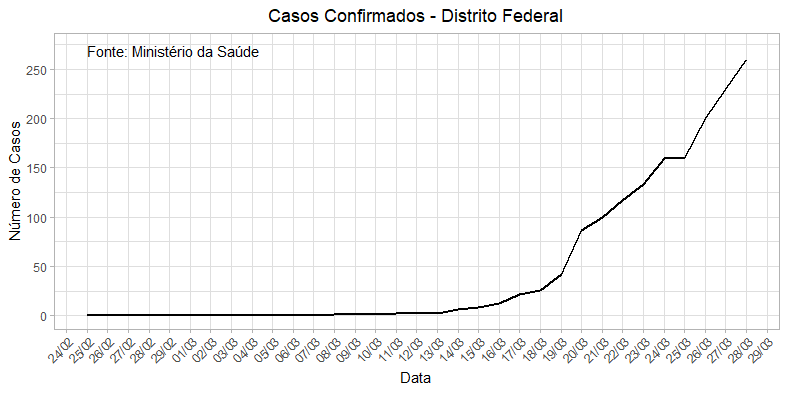 Casos Confirmados - Distrito Federal
Fonte: Ministério da Saúde
Número de Casos
250
200
150
100
50
0
24/02 25/02 26/02 27/02 28/02 29/02 01/03 02/03 03/03 04/03 05/03 06/03 07/03 08/03 09/03 10/03 11/03 12/03 13/03 14/03 15/03 16/03 17/03 18/03 19/03 20/03 21/03 22/03 23/03 24/03 25/03 26/03 27/03 28/03 29/03
Data